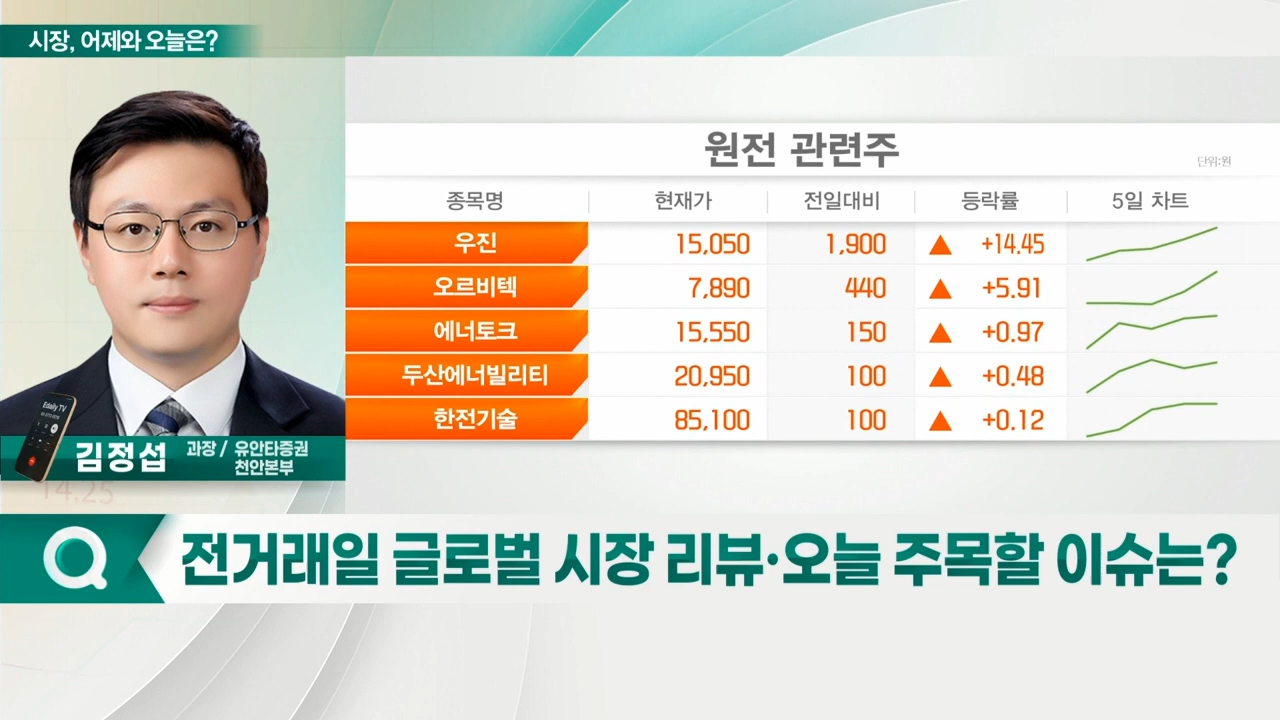 시장, 어제와 오늘은?
원전 관련주
단위:원
종목명 현재가 전일대비 등락률 5일 차트
우진 15,050 1,900 ▲ +14.45
오르비텍 7,890 440 ▲ +5.91
에너토크 15,550 150 ▲ +0.97
두산에너빌리티 20,950 100 ▲ +0.48
한전기술 85,100 100 ▲ +0.12
Edaily TV
김정섭 과장 / 유안타증권
천안본부
14.25
Q 전거래일 글로벌 시장 리뷰·오늘 주목할 이슈는?